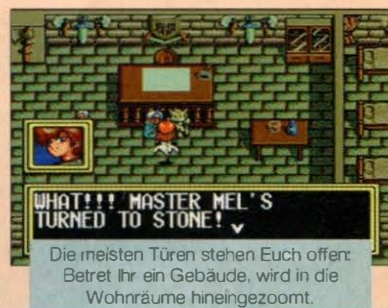 WHAT!!! MASTER MEL'S
TURNED TO STONE!
Die meisten Türen stehen Euch offen:
Betret Ihr ein Gebäude, wird in die
Wohnräume hineingezoomt.